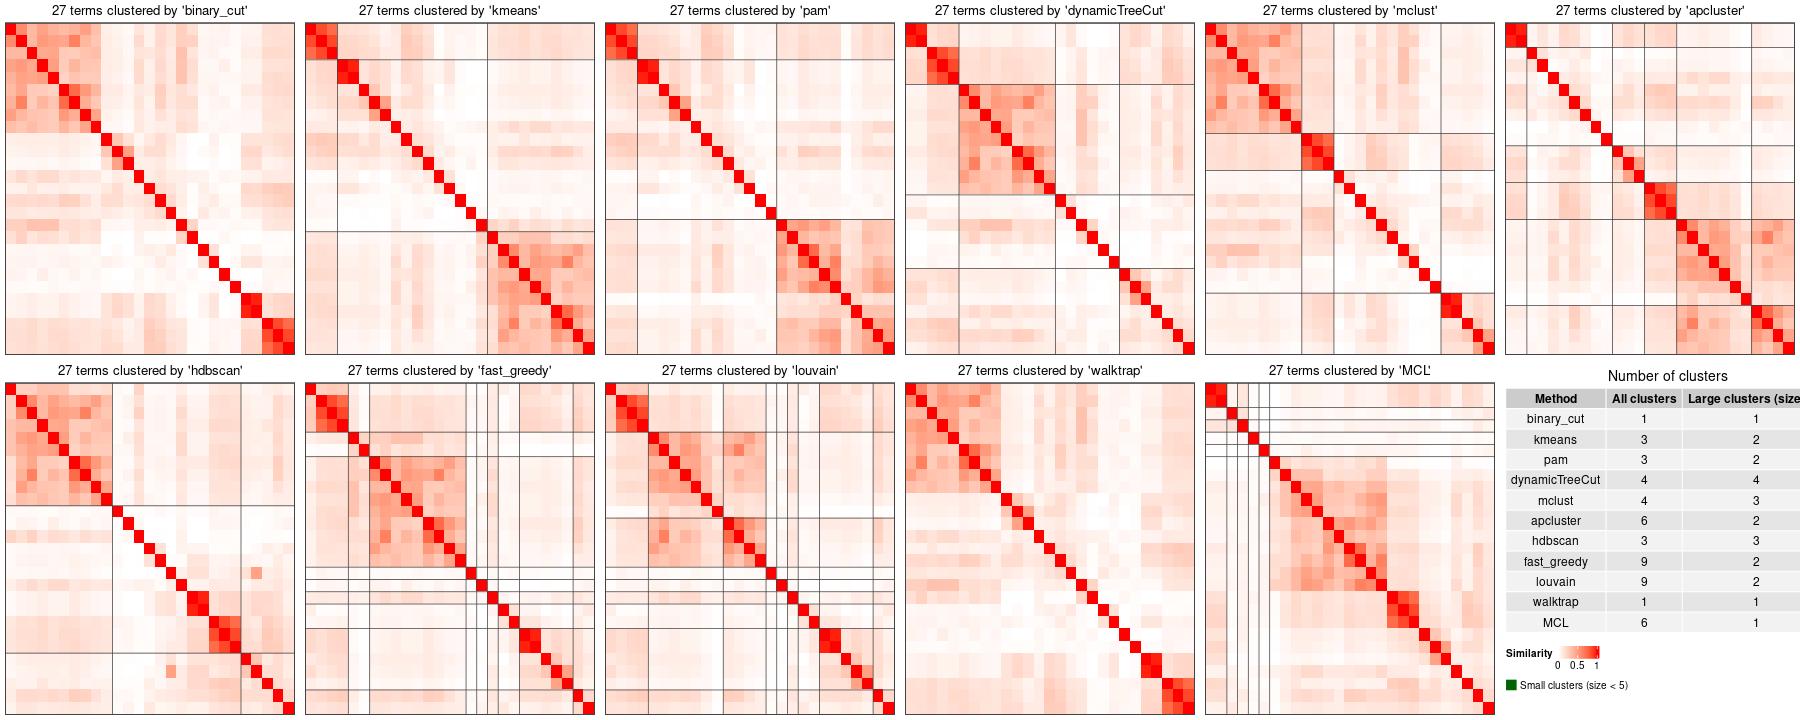 27 terms clustered by 'binary_cut'
27 terms clustered by 'kmeans'
27 terms clustered by 'pam'
27 terms clustered by 'dynamicTreeCut'
27 terms clustered by 'mclust'
27 terms clustered by 'apcluster'
27 terms clustered by 'hdbscan'
27 terms clustered by 'fast_greedy'
27 terms clustered by 'louvain'
27 terms clustered by 'walktrap'
27 terms clustered by 'MCL'
Number of clusters
Method All clusters Large clusters (size
binary_cut 1 1
kmeans 3 2
pam 3 2
dynamicTreeCut 4 4
mclust 4 3
apcluster 6 2
hdbscan 3 3
fast_greedy 9 2
louvain 9 2
walktrap 1 1
MCL 6 1
Similarity
0 0.5 1
Small clusters (size < 5)